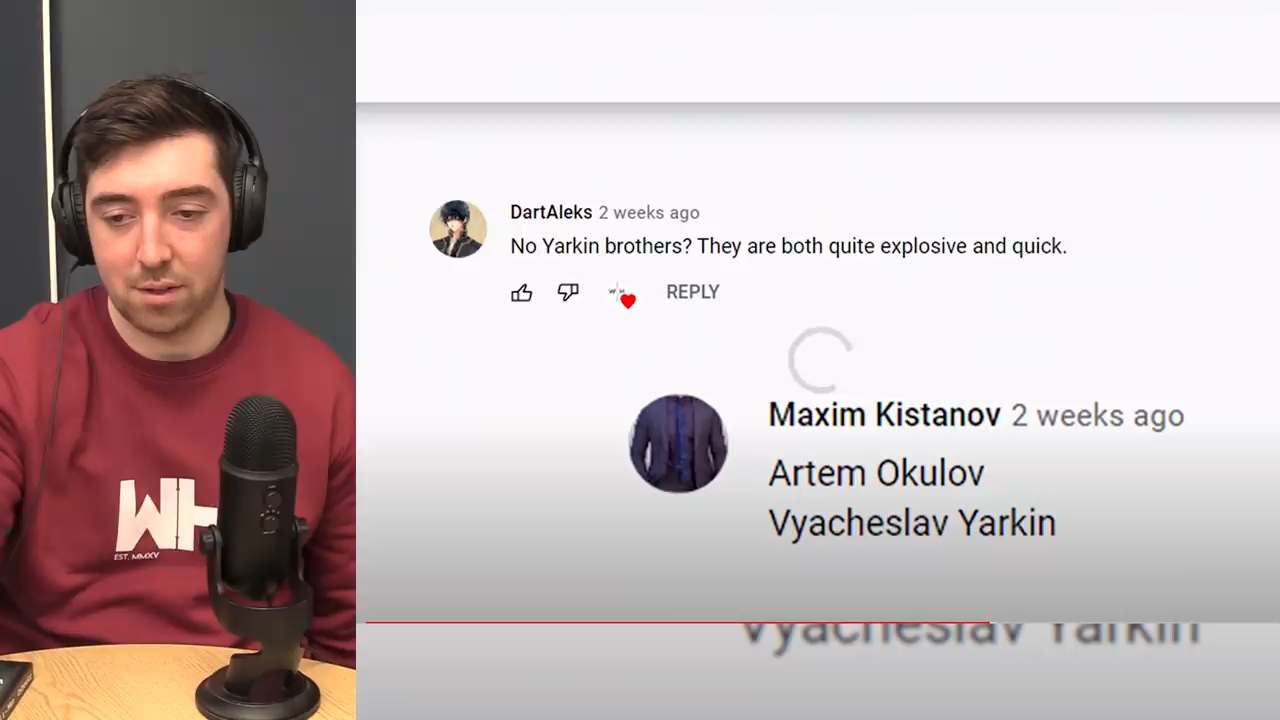 DartAleks 2 weeks ago
No Yarkin brothers? They are both quite explosive and quick.
REPLY
Maxim Kistanov 2 weeks ago
Artem Okulov
Vyacheslav Yarkin
Vyacheslav Yarkin
WH
EST. MMXV